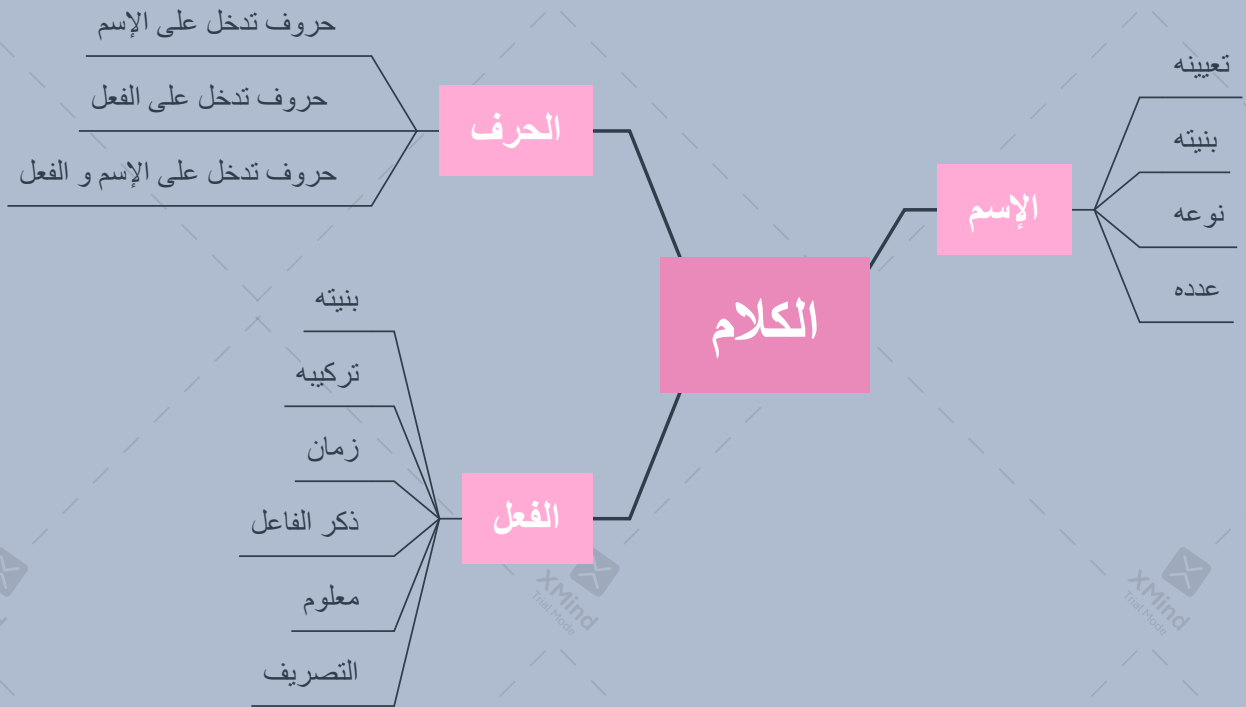 الكلام
الإسم
تعيينه
بنيته
نوعه
عدده
الحرف
حروف تدخل على الإسم
حروف تدخل على الفعل
حروف تدخل على الإسم و الفعل
الفعل
بنيته
تركيبه
زمان
ذكر الفاعل
معلوم
التصريف
XMind
Trial Mode
XMind
Trial Mode